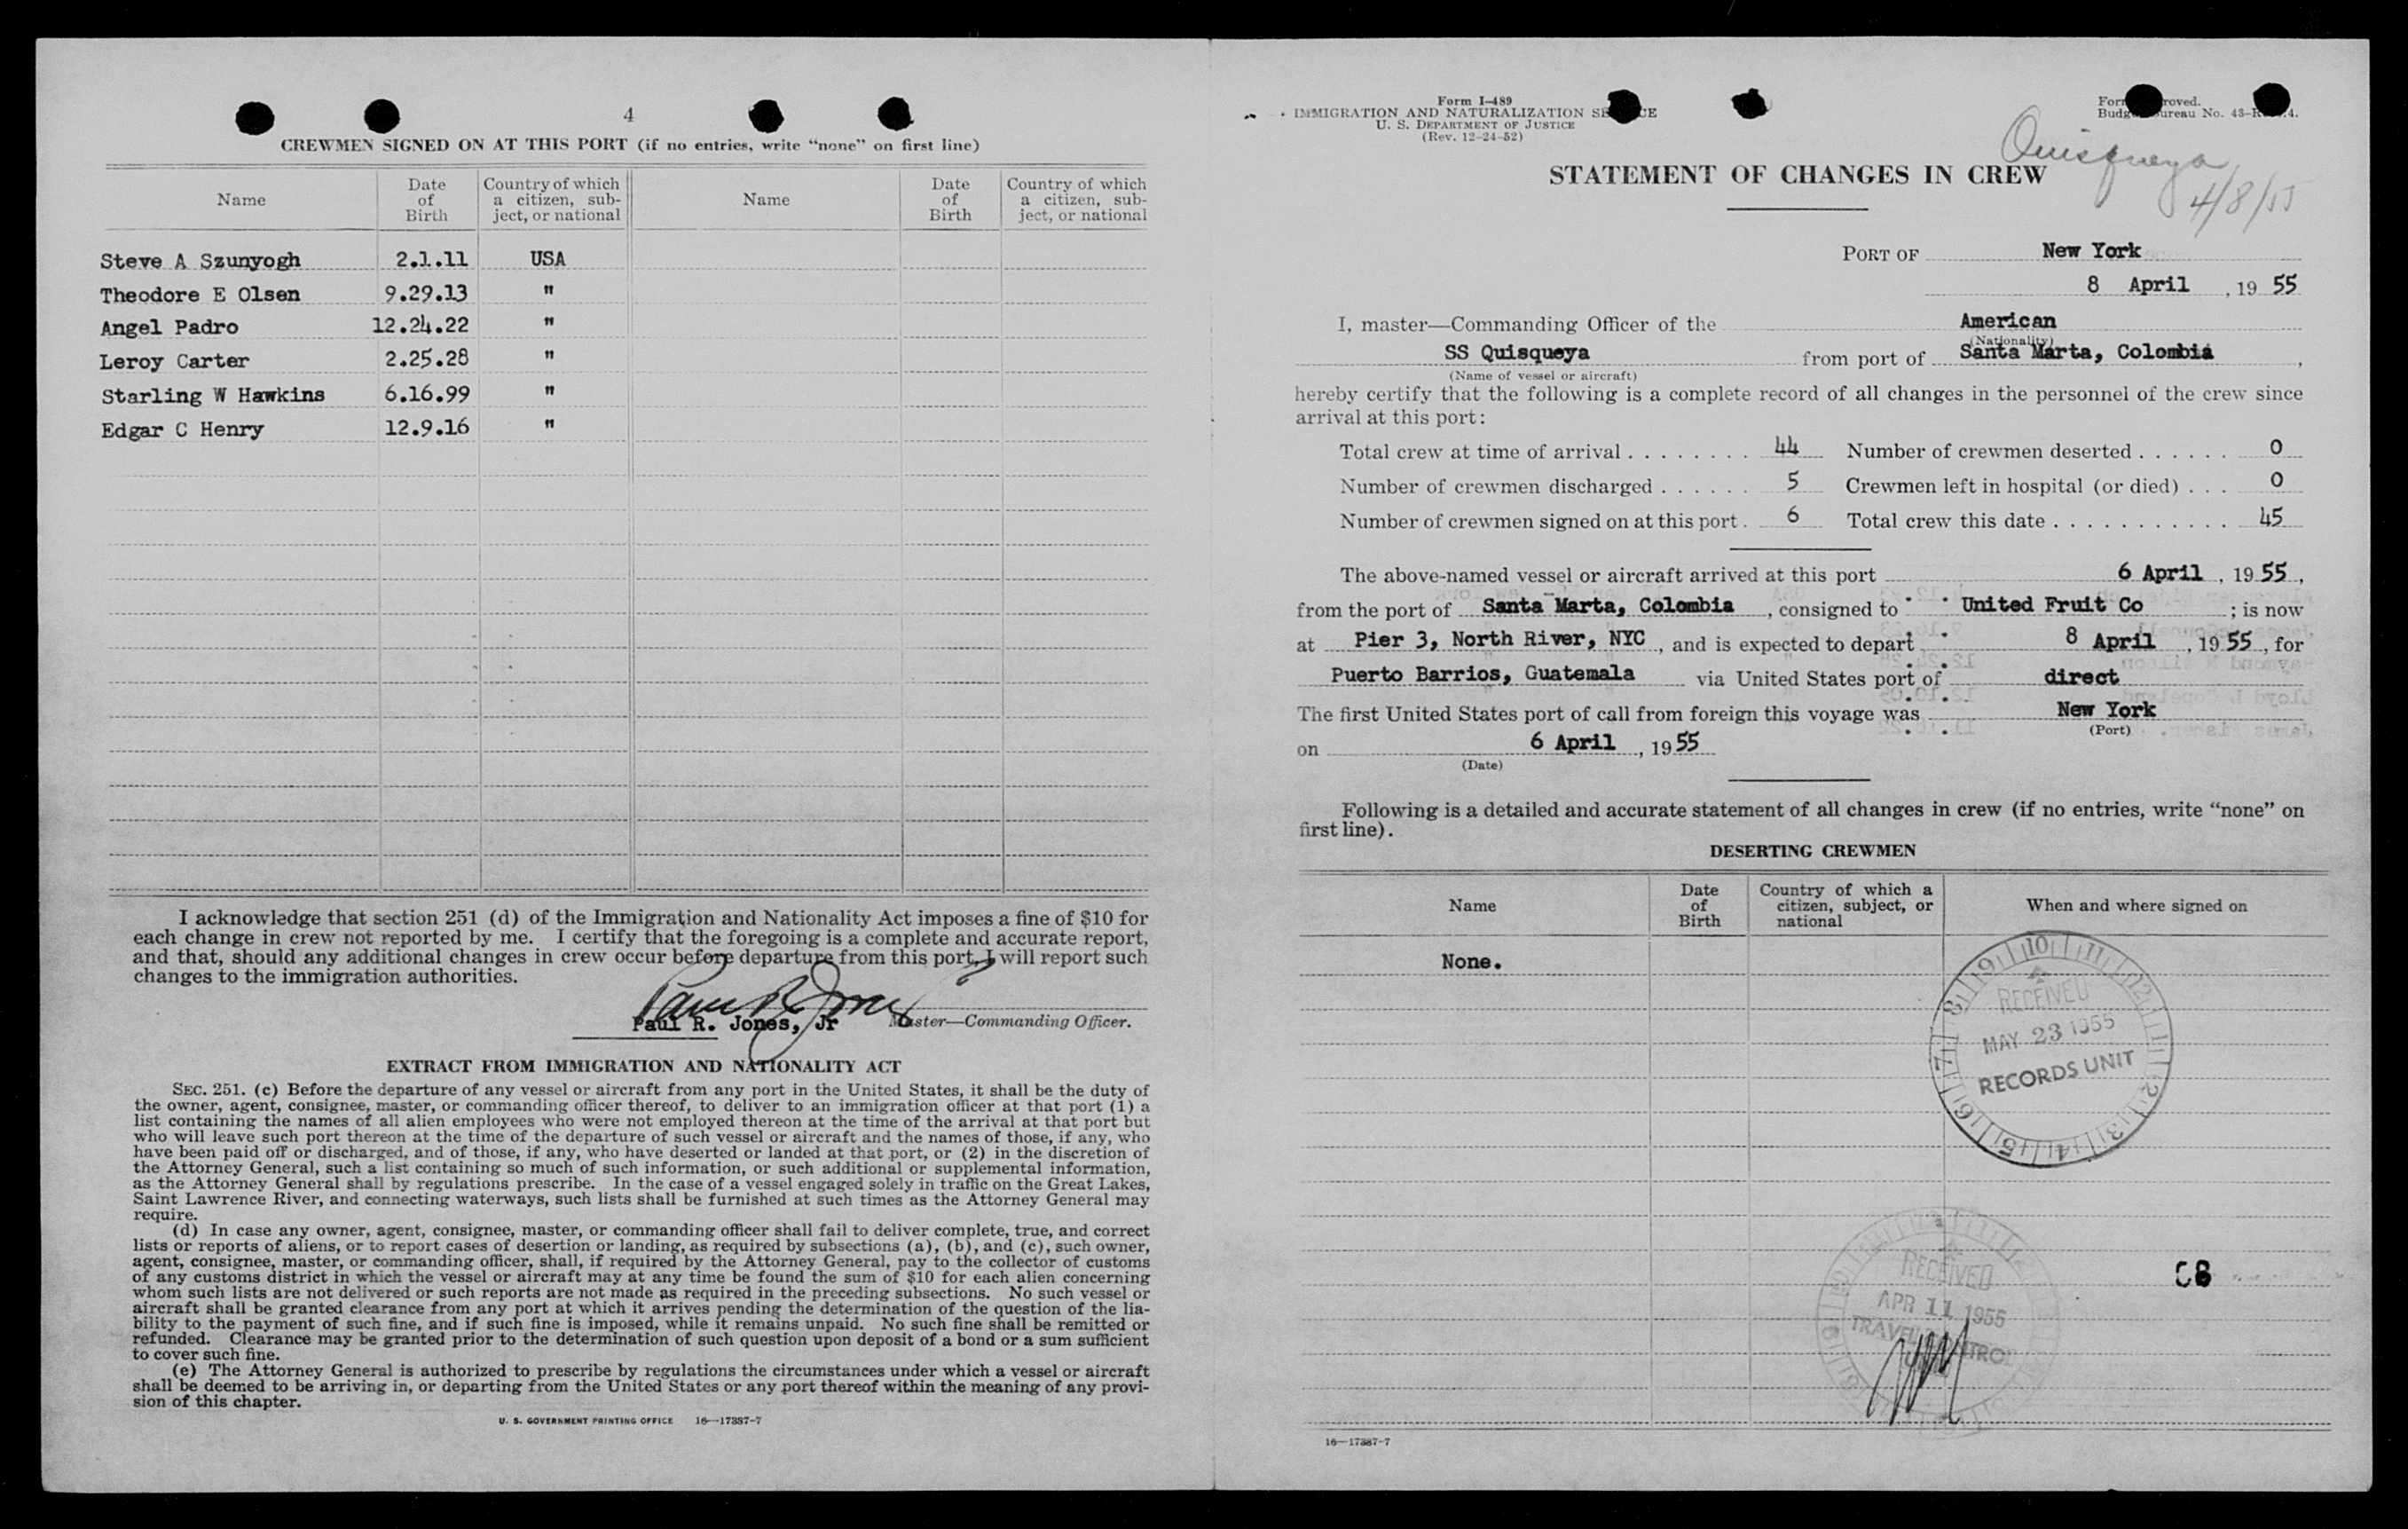 4
CREWMEN SIGNED ON AT THIS PORT (if no entries, write “none” on first line)
Name Date of Birth Country of which a citizen, subject, or national Name Date of Birth Country of which a citizen, subject, or national
Steve A Szunyogh 2.1.11 USA
Theodore E Olsen 9.29.13 "
Angel Padro 12.24.22 "
Leroy Carter 2.25.28 "
Starling W Hawkins 6.16.99 "
Edgar C Henry 12.9.16 "
I acknowledge that section 251 (d) of the Immigration and Nationality Act imposes a fine of $10 for
each change in crew not reported by me. I certify that the foregoing is a complete and accurate report,
and that, should any additional changes in crew occur before departure from this port, I will report such
changes to the immigration authorities.
Paul R. Jones, Jr Master—Commanding Officer.
EXTRACT FROM IMMIGRATION AND NATIONALITY ACT
SEC. 251. (c) Before the departure of any vessel or aircraft from any port in the United States, it shall be the duty of
the owner, agent, consignee, master, or commanding officer thereof, to deliver to an immigration officer at that port (1) a
list containing the names of all alien employees who were not employed thereon at the time of the arrival at that port but
who will leave such port thereon at the time of the departure of such vessel or aircraft and the names of those, if any, who
have been paid off or discharged, and of those, if any, who have deserted or landed at that port, or (2) in the discretion of
the Attorney General, such a list containing so much of such information, or such additional or supplemental information,
as the Attorney General shall by regulations prescribe. In the case of a vessel engaged solely in traffic on the Great Lakes,
Saint Lawrence River, and connecting waterways, such lists shall be furnished at such times as the Attorney General may
require.
(d) In case any owner, agent, consignee, master, or commanding officer shall fail to deliver complete, true, and correct
lists or reports of aliens, or to report cases of desertion or landing, as required by subsections (a), (b), and (c), such owner,
agent, consignee, master, or commanding officer, shall, if required by the Attorney General, pay to the collector of customs
of any customs district in which the vessel or aircraft may at any time be found the sum of $10 for each alien concerning
whom such lists are not delivered or such reports are not made as required in the preceding subsections. No such vessel or
aircraft shall be granted clearance from any port at which it arrives pending the determination of the question of the lia-
bility to the payment of such fine, and if such fine is imposed, while it remains unpaid. No such fine shall be remitted or
refunded. Clearance may be granted prior to the determination of such question upon deposit of a bond or a sum sufficient
to cover such fine.
(e) The Attorney General is authorized to prescribe by regulations the circumstances under which a vessel or aircraft
shall be deemed to be arriving in, or departing from the United States or any port thereof within the meaning of any provi-
sion of this chapter.
U. S. GOVERNMENT PRINTING OFFICE 16—17387-7
Form I-489
IMMIGRATION AND NATURALIZATION
U. S. DEPARTMENT OF JUSTICE
(Rev. 12-24-52)
Quisqueya
4/8/55
STATEMENT OF CHANGES IN CREW
PORT OF New York
8 April, 19 55
I, master—Commanding Officer of the American
(Nationality)
SS Quisqueya from port of Santa Marta, Colombia,
(Name of vessel or aircraft)
hereby certify that the following is a complete record of all changes in the personnel of the crew since
arrival at this port:
Total crew at time of arrival 44 Number of crewmen deserted 0
Number of crewmen discharged 5 Crewmen left in hospital (or died) 0
Number of crewmen signed on at this port 6 Total crew this date 45
The above-named vessel or aircraft arrived at this port 6 April, 19 55,
from the port of Santa Marta, Colombia, consigned to United Fruit Co; is now
at Pier 3, North River, NYC, and is expected to depart 8 April, 19 55, for
Puerto Barrios, Guatemala via United States port of direct
The first United States port of call from foreign this voyage was New York
(Port)
on 6 April, 19 55
(Date)
Following is a detailed and accurate statement of all changes in crew (if no entries, write “none” on
first line).
DESERTING CREWMEN
Name Date of Birth Country of which a citizen, subject, or national When and where signed on
None.
RECEIVED
MAY 23 1955
RECORDS UNIT
RECEIVED
APR 11 1955
16—17387-7